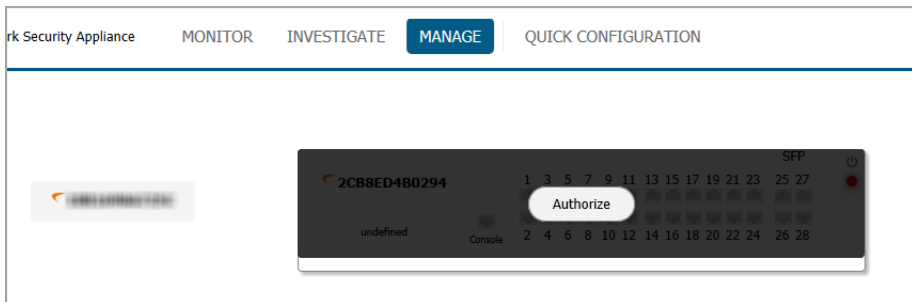 rk Security Appliance MONITOR INVESTIGATE MANAGE QUICK CONFIGURATION
SFP
2CB8ED4B0294 1 3 5 7 9 11 13 15 17 19 21 23 25 27
Authorize
undefined Console 2 4 6 8 10 12 14 16 18 20 22 24 26 28